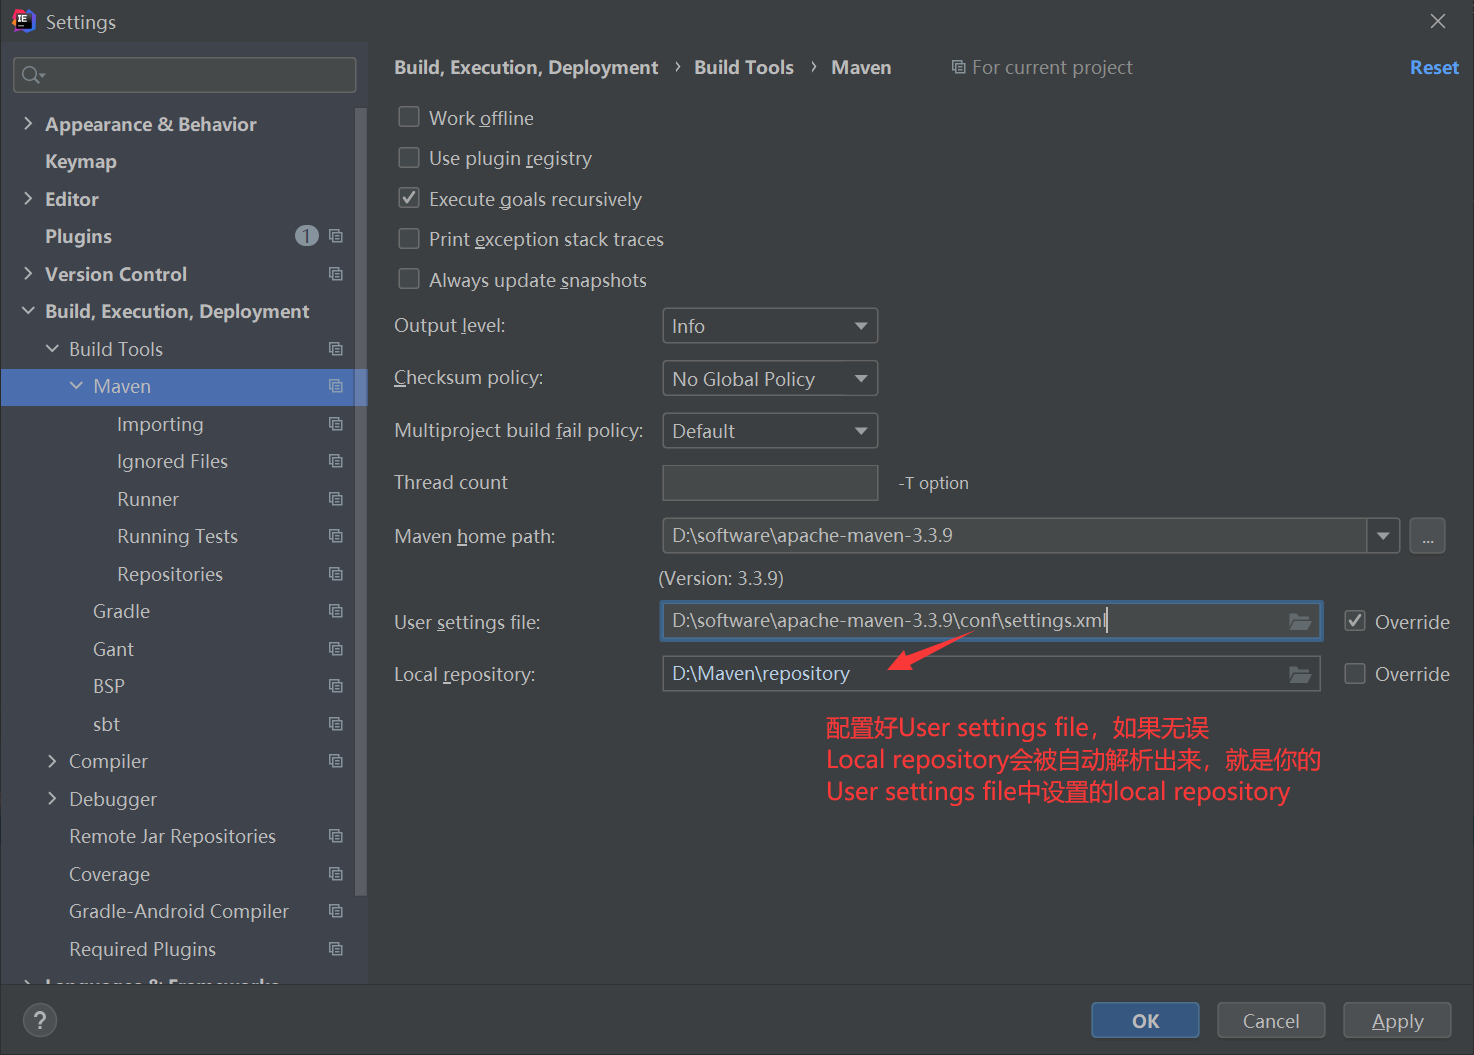 Settings
Build, Execution, Deployment › Build Tools › Maven For current project Reset
Appearance & Behavior
Keymap
Editor
Plugins 1
Version Control
Build, Execution, Deployment
Build Tools
Maven
Importing
Ignored Files
Runner
Running Tests
Repositories
Gradle
Gant
BSP
sbt
Compiler
Debugger
Remote Jar Repositories
Coverage
Gradle-Android Compiler
Required Plugins
Languages & Frameworks
Work offline
Use plugin registry
Execute goals recursively
Print exception stack traces
Always update snapshots
Output level: Info
Checksum policy: No Global Policy
Multiproject build fail policy: Default
Thread count -T option
Maven home path: D:\software\apache-maven-3.3.9 ...
(Version: 3.3.9)
User settings file: D:\software\apache-maven-3.3.9\conf\settings.xml Override
Local repository: D:\Maven\repository Override
配置好User settings file，如果无误
Local repository会被自动解析出来，就是你的
User settings file中设置的local repository
? OK Cancel Apply